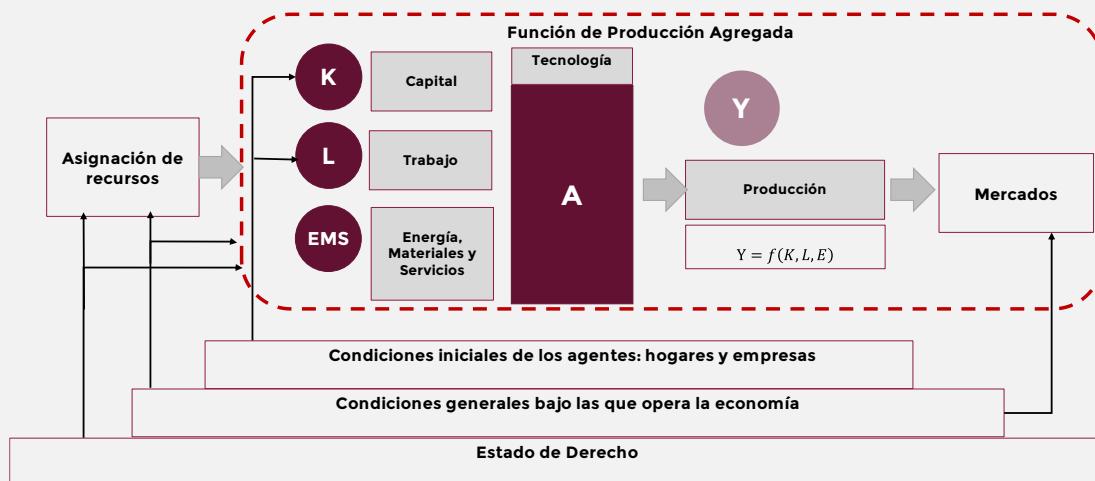 Función de Producción Agregada
Tecnología
K
Capital
Y
L
Trabajo
Asignación de
recursos
A
Producción
Mercados
EMS
Energía,
Materiales y
Servicios
Y = f(K, L, E)
Condiciones iniciales de los agentes: hogares y empresas
Condiciones generales bajo las que opera la economía
Estado de Derecho